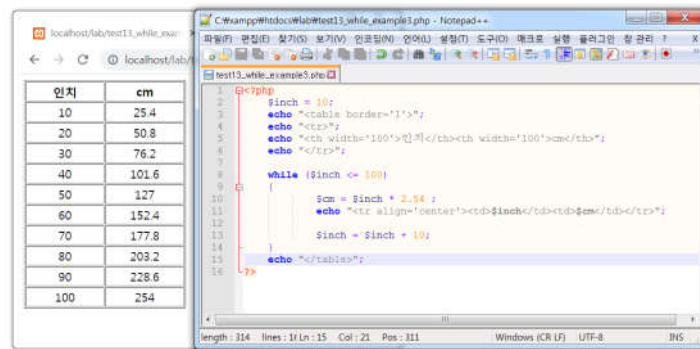 localhost/lab/test13_while_exam
localhost/lab/t
인치 cm
10 25.4
20 50.8
30 76.2
40 101.6
50 127
60 152.4
70 177.8
80 203.2
90 228.6
100 254
C:\xampp\htdocs\lab\test13_while_example3.php - Notepad++
파일(F) 편집(E) 찾기(S) 보기(V) 인코딩(N) 언어(L) 설정(T) 도구(O) 매크로 실행 플러그인 창 관리 ? X
test13_while_example3.php
1 <?php
2 $inch = 10;
3 echo "<table border='1'>";
4 echo "<tr>";
5 echo "<th width='100'>인치</th><th width='100'>cm</th>";
6 echo "</tr>";
7
8 while ($inch <= 100)
9 {
10 $cm = $inch * 2.54 ;
11 echo "<tr align='center'><td>$inch</td><td>$cm</td></tr>";
12
13 $inch = $inch + 10;
14 }
15 echo "</table>";
16 ?>
length : 314 lines : 1( Ln : 15 Col : 21 Pos : 311 Windows (CR LF) UTF-8 INS